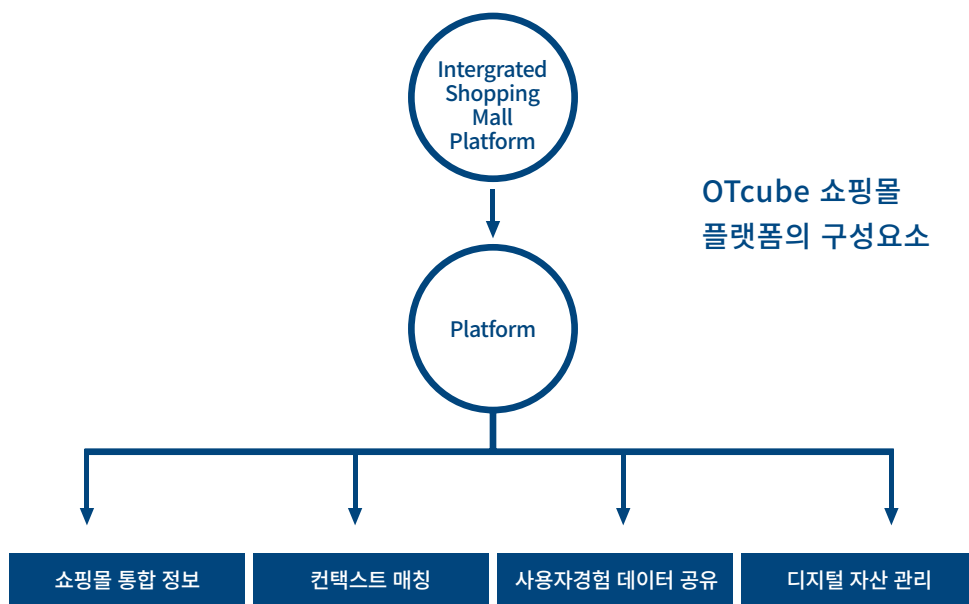 Intergrated
Shopping
Mall
Platform
OTcube 쇼핑몰
플랫폼의 구성요소
Platform
쇼핑몰 통합 정보
컨택스트 매칭
사용자경험 데이터 공유
디지털 자산 관리